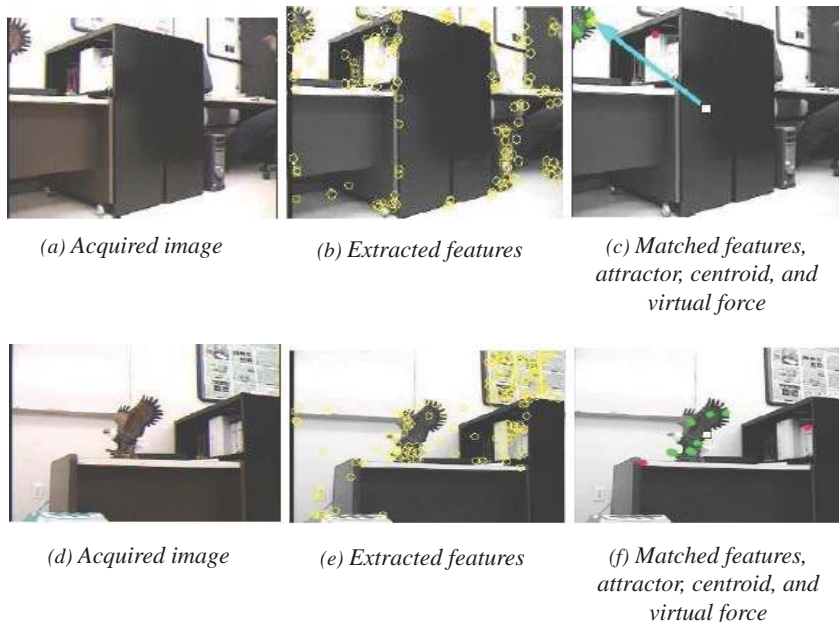 (a) Acquired image
(b) Extracted features
(c) Matched features,
attractor, centroid, and
virtual force
(d) Acquired image
(e) Extracted features
(f) Matched features,
attractor, centroid, and
virtual force